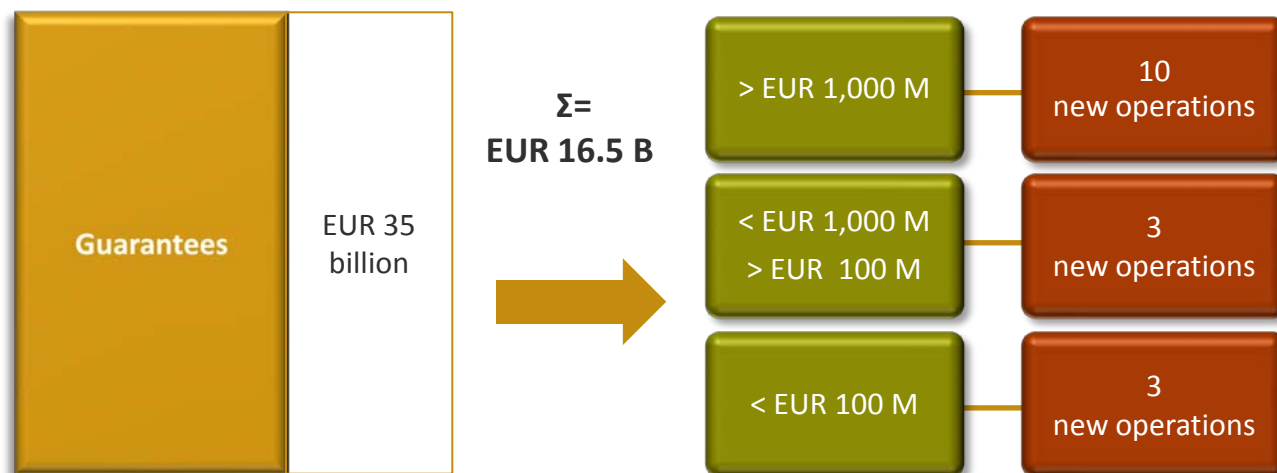 Guarantees
EUR 35
billion
Σ=
EUR 16.5 B
> EUR 1,000 M
10
new operations
< EUR 1,000 M
> EUR 100 M
3
new operations
< EUR 100 M
3
new operations